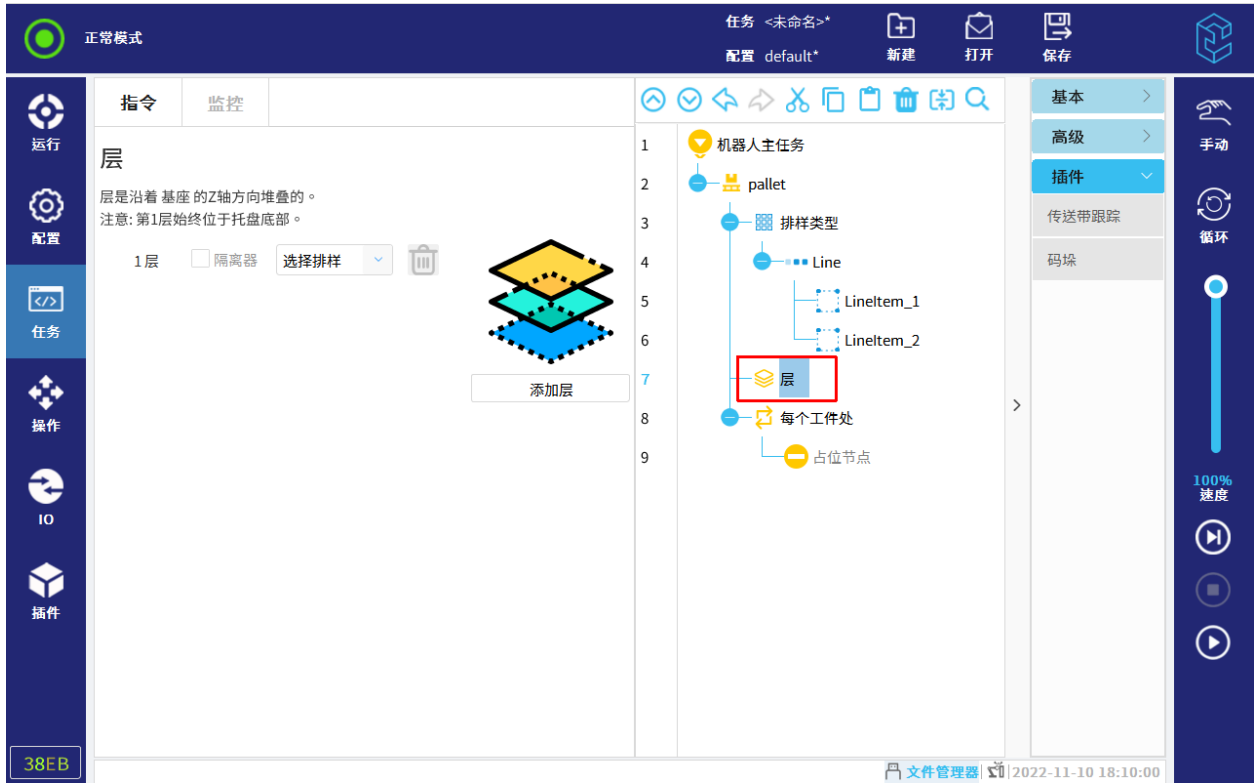 正常模式
任务 <未命名>*
配置 default*
新建
打开
保存
运行
配置
任务
操作
IO
插件
38EB
指令
监控
层
层是沿着 基座 的Z轴方向堆叠的。
注意: 第1层始终位于托盘底部。
1层
隔离器
选择排样
添加层
1 机器人主任务
2 pallet
3 排样类型
4 Line
5 LineItem_1
6 LineItem_2
7 层
8 每个工件处
9 占位节点
基本
高级
插件
传送带跟踪
码垛
手动
循环
100%
速度
文件管理器
2022-11-10 18:10:00